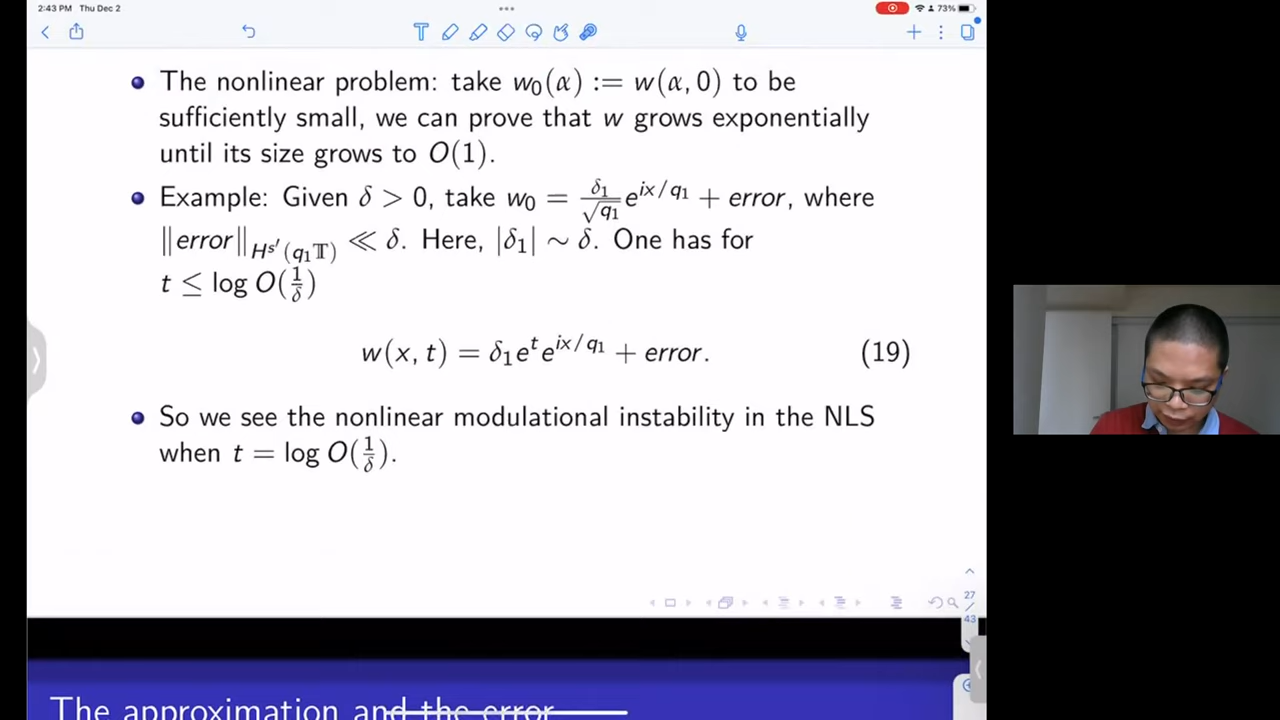 2:43 PM Thu Dec 2
73%
The nonlinear problem: take w₀(α) := w(α, 0) to be
sufficiently small, we can prove that w grows exponentially
until its size grows to O(1).
Example: Given δ > 0, take w₀ = δ₁/√q₁ e^{ix/q₁} + error, where
‖error‖_{H^{s′}(q₁𝕋)} ≪ δ. Here, |δ₁| ∼ δ. One has for
t ≤ log O(1/δ)
w(x, t) = δ₁e^t e^{ix/q₁} + error. (19)
So we see the nonlinear modulational instability in the NLS
when t = log O(1/δ).
27
/
43
The approximation and the error